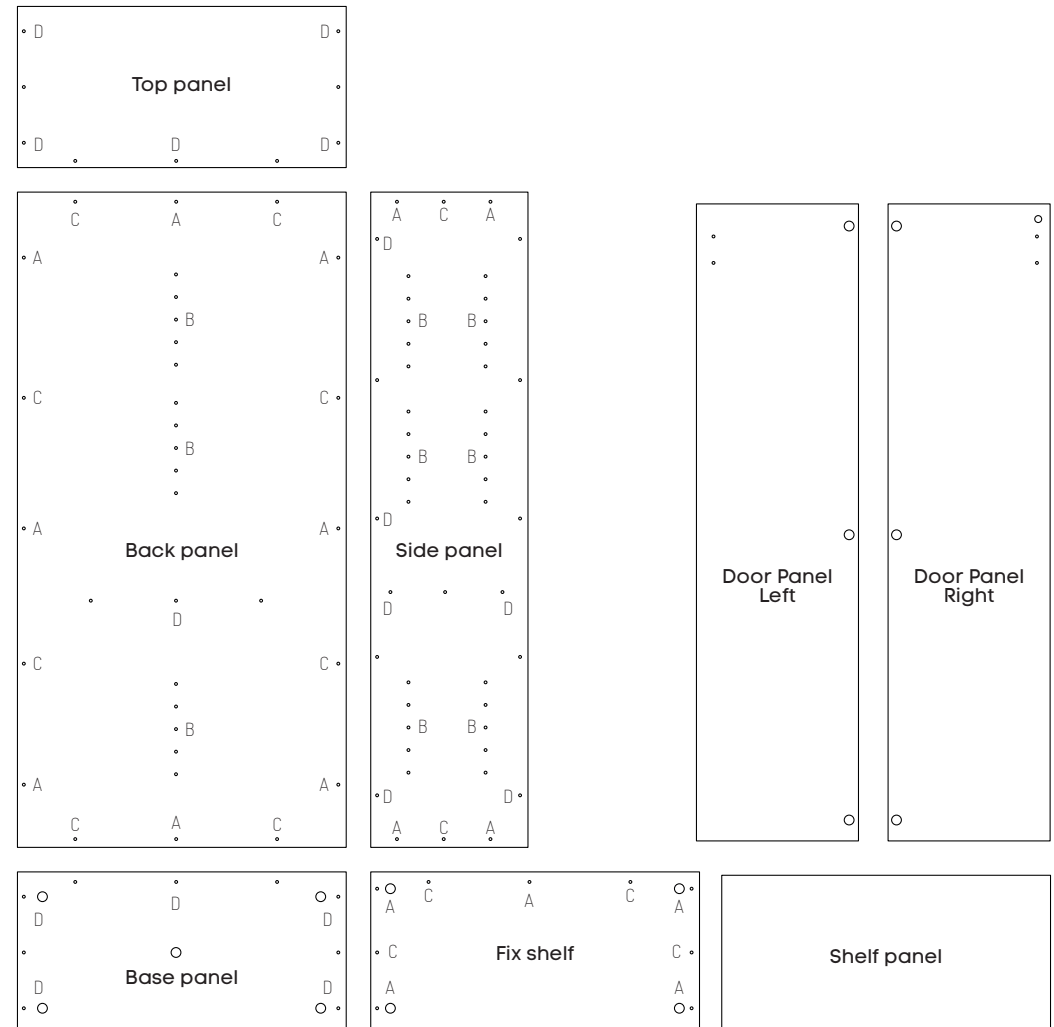 D D
Top panel
D D D
C A C
A A
B
C C
B
A A
Back panel
D
C C
B
A A
C A C
A C A
D
B B
B B
D
Side panel
D D
B B
D D
A C A
Door Panel
Left
Door Panel
Right
D
D D
Base panel
D D
C A C
A A
C Fix shelf C
A A
Shelf panel